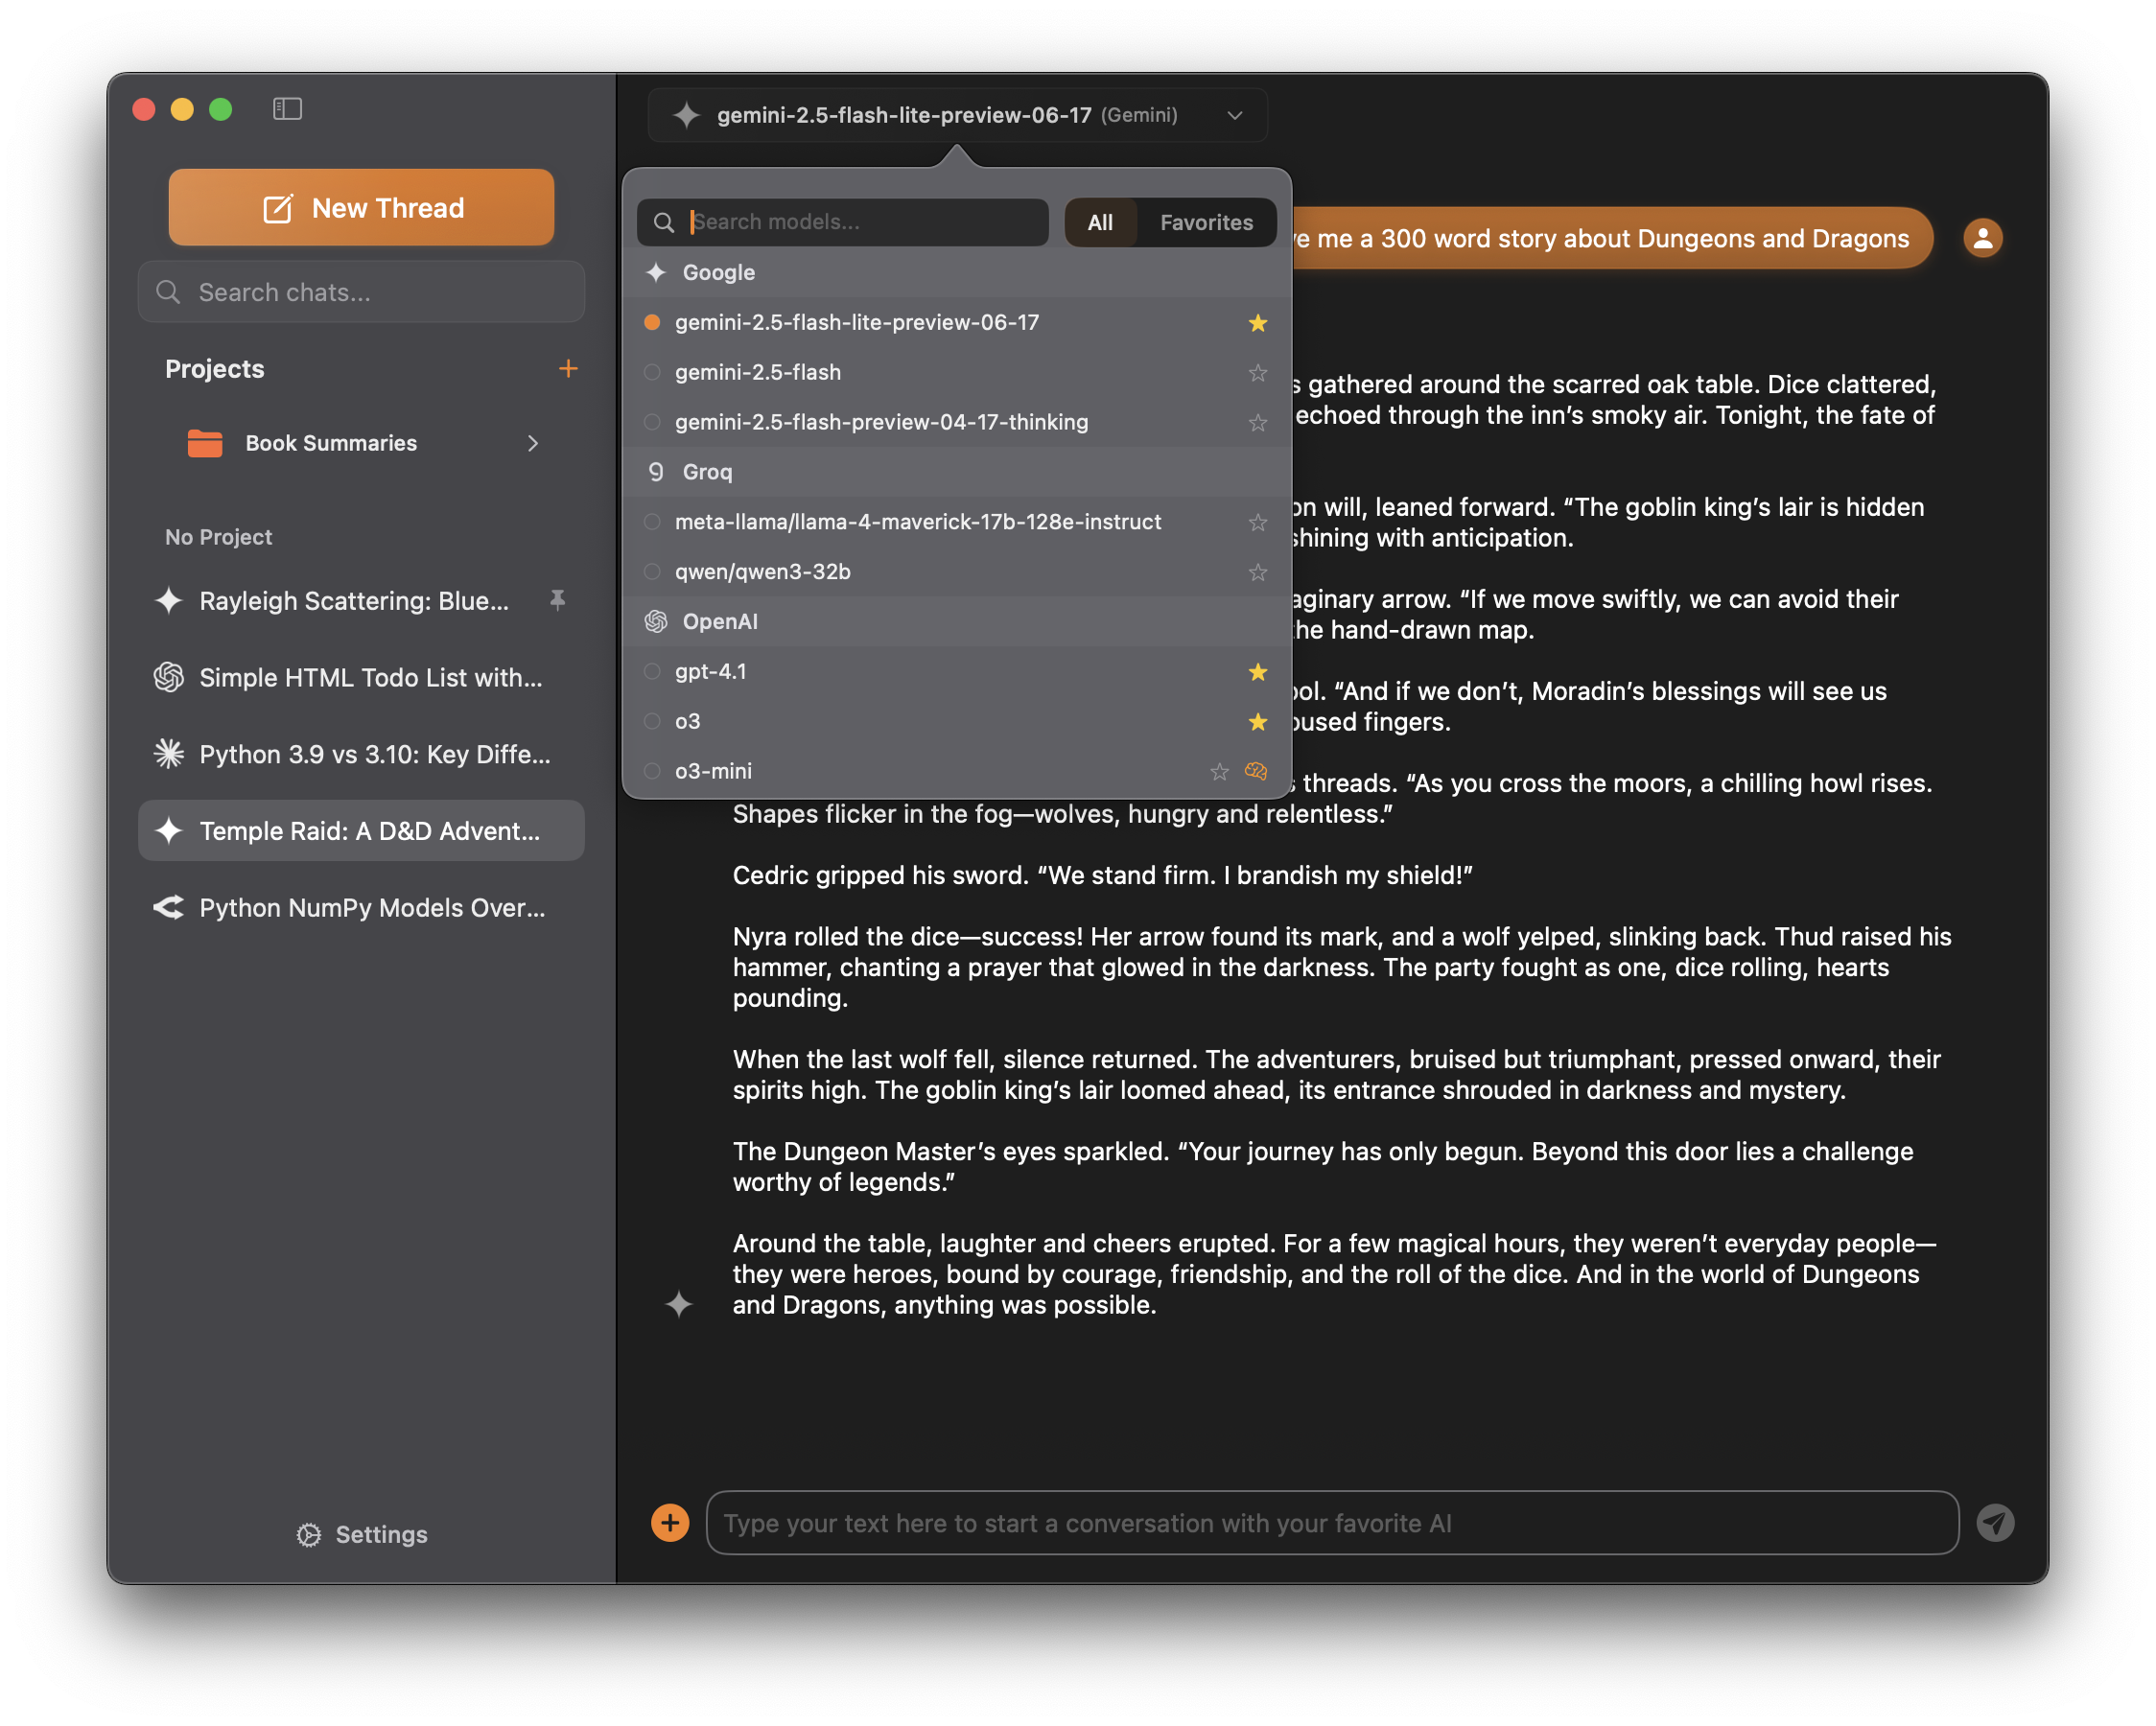 New Thread
Search chats...
Projects
Book Summaries
No Project
Rayleigh Scattering: Blue...
Simple HTML Todo List with...
Python 3.9 vs 3.10: Key Diffe...
Temple Raid: A D&D Advent...
Python NumPy Models Over...
Settings
gemini-2.5-flash-lite-preview-06-17 (Gemini)
Search models...
All Favorites
Google
gemini-2.5-flash-lite-preview-06-17
gemini-2.5-flash
gemini-2.5-flash-preview-04-17-thinking
Groq
meta-llama/llama-4-maverick-17b-128e-instruct
qwen/qwen3-32b
OpenAI
gpt-4.1
o3
o3-mini
me a 300 word story about Dungeons and Dragons
gathered around the scarred oak table. Dice clattered,
echoed through the inn’s smoky air. Tonight, the fate of
will, leaned forward. “The goblin king’s lair is hidden
shining with anticipation.
arrow. “If we move swiftly, we can avoid their
the hand-drawn map.
“And if we don’t, Moradin’s blessings will see us
fingers.
threads. “As you cross the moors, a chilling howl rises.
Shapes flicker in the fog—wolves, hungry and relentless.”
Cedric gripped his sword. “We stand firm. I brandish my shield!”
Nyra rolled the dice—success! Her arrow found its mark, and a wolf yelped, slinking back. Thud raised his
hammer, chanting a prayer that glowed in the darkness. The party fought as one, dice rolling, hearts
pounding.
When the last wolf fell, silence returned. The adventurers, bruised but triumphant, pressed onward, their
spirits high. The goblin king’s lair loomed ahead, its entrance shrouded in darkness and mystery.
The Dungeon Master’s eyes sparkled. “Your journey has only begun. Beyond this door lies a challenge
worthy of legends.”
Around the table, laughter and cheers erupted. For a few magical hours, they weren’t everyday people—
they were heroes, bound by courage, friendship, and the roll of the dice. And in the world of Dungeons
and Dragons, anything was possible.
Type your text here to start a conversation with your favorite AI